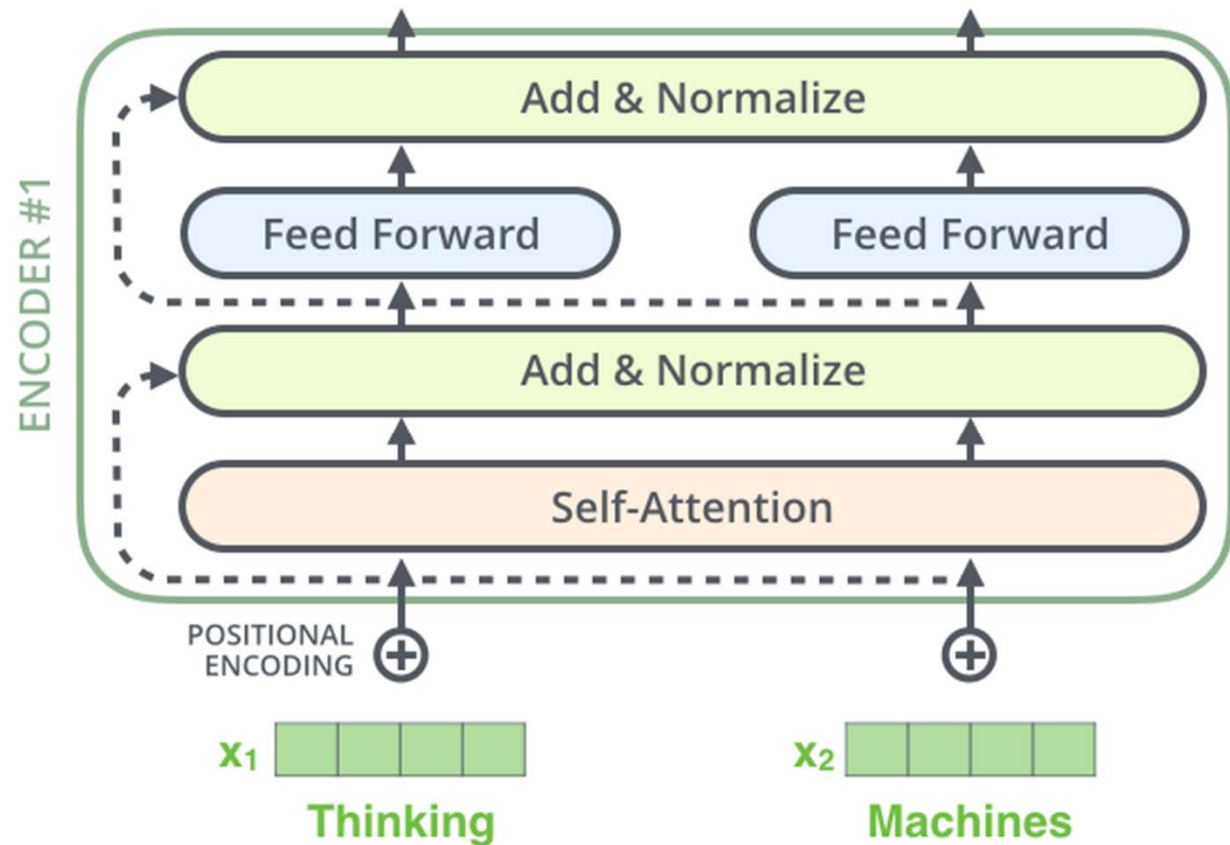 Add & Normalize
Feed Forward
Feed Forward
ENCODER #1
Add & Normalize
Self-Attention
POSITIONAL
ENCODING
x1
x2
Thinking
Machines